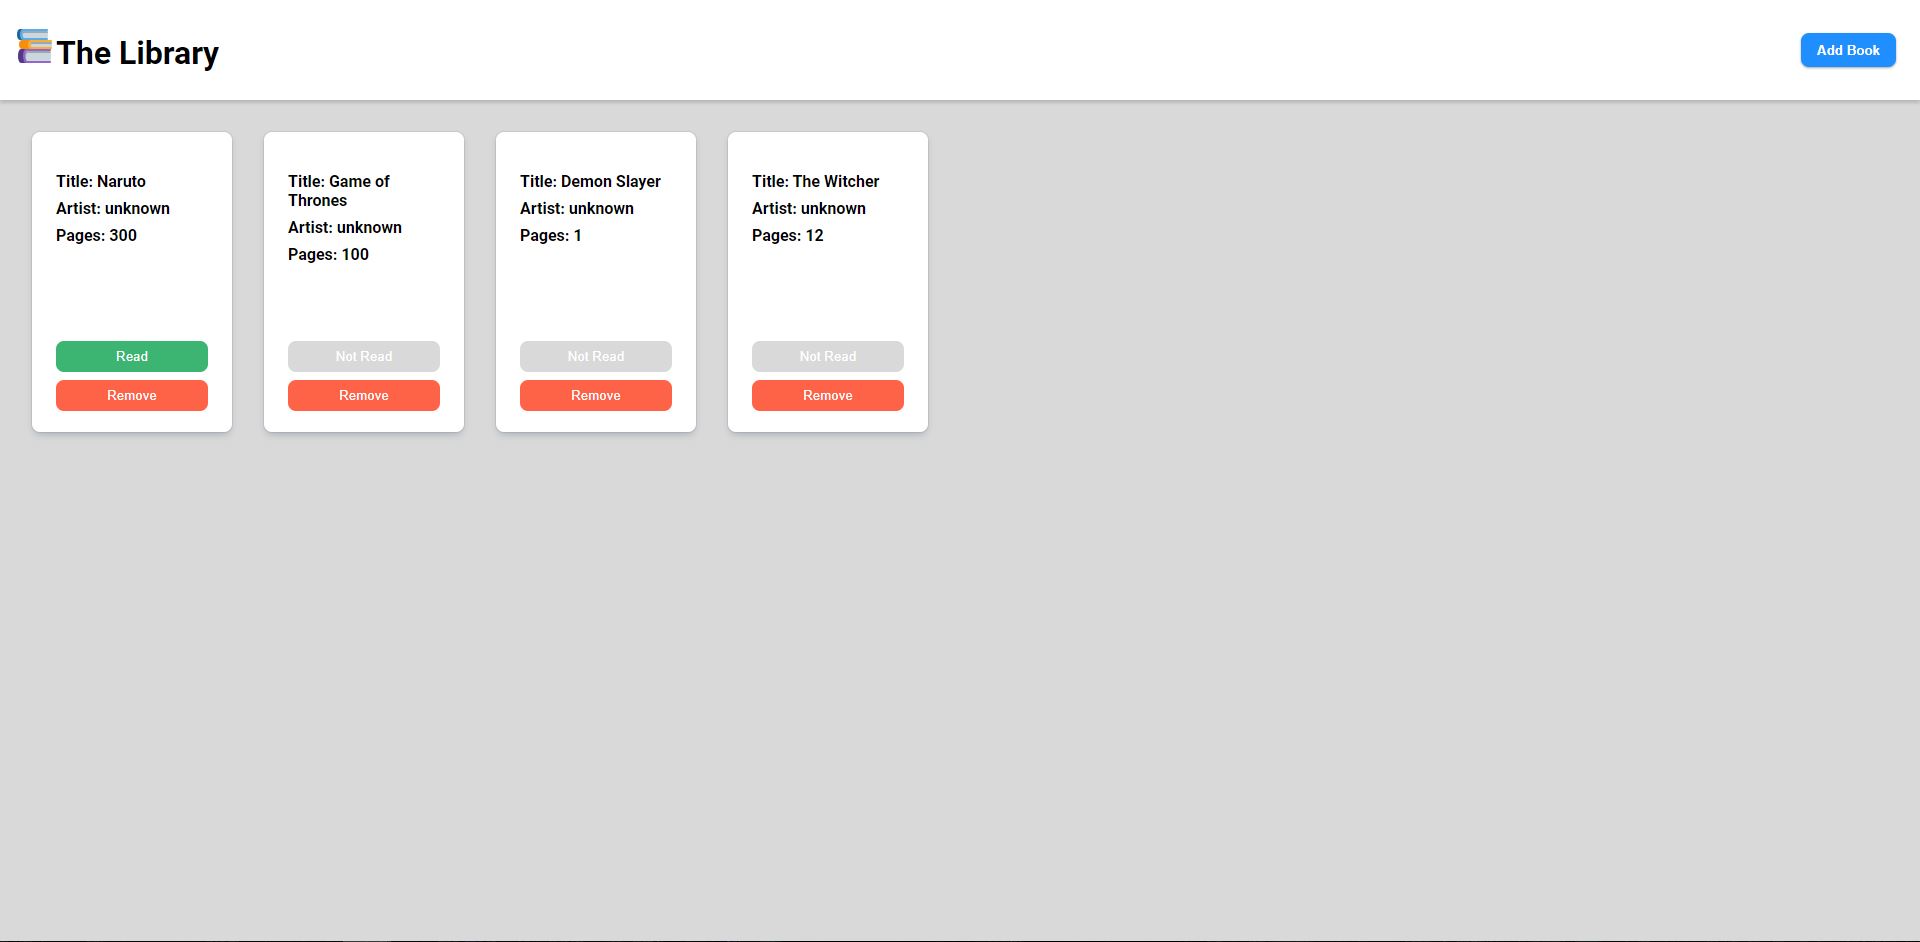 The Library
Add Book
Title: Naruto
Artist: unknown
Pages: 300
Read
Remove
Title: Game of
Thrones
Artist: unknown
Pages: 100
Not Read
Remove
Title: Demon Slayer
Artist: unknown
Pages: 1
Not Read
Remove
Title: The Witcher
Artist: unknown
Pages: 12
Not Read
Remove